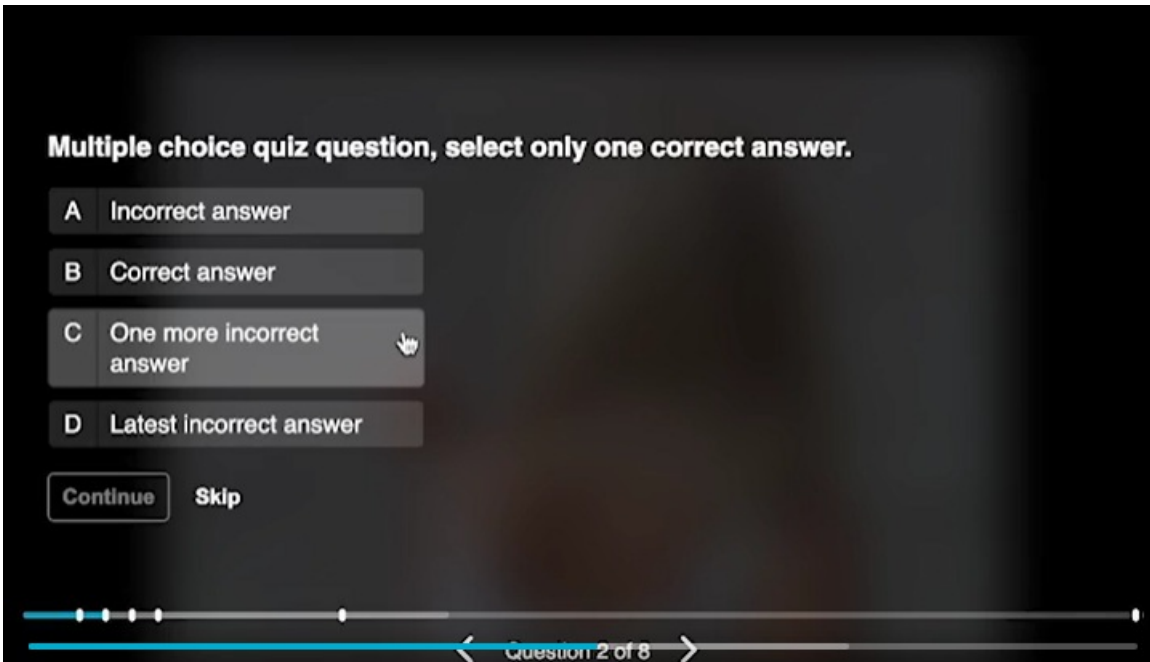 Multiple choice quiz question, select only one correct answer.
A Incorrect answer
B Correct answer
C One more incorrect
answer
D Latest incorrect answer
Continue Skip
Question 2 of 8